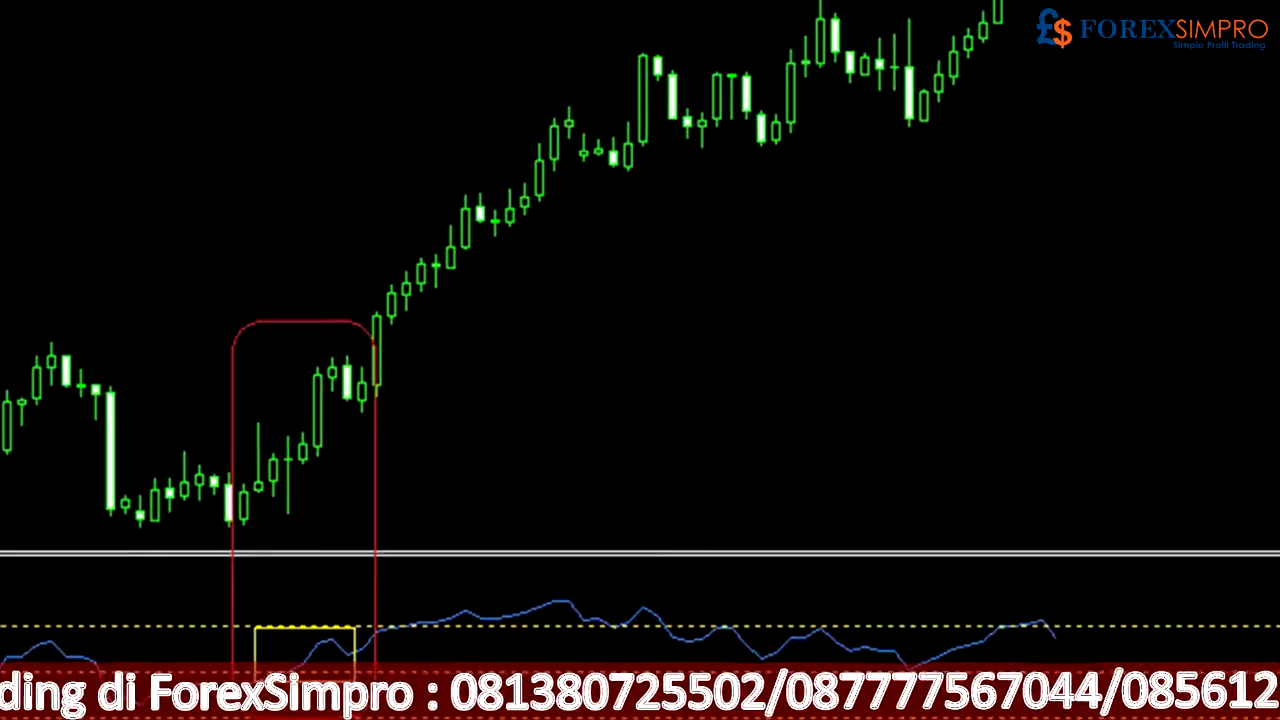 £$ FOREXSIMPRO
Simple Profit Trading
ding di ForexSimpro : 081380725502/087777567044/085612